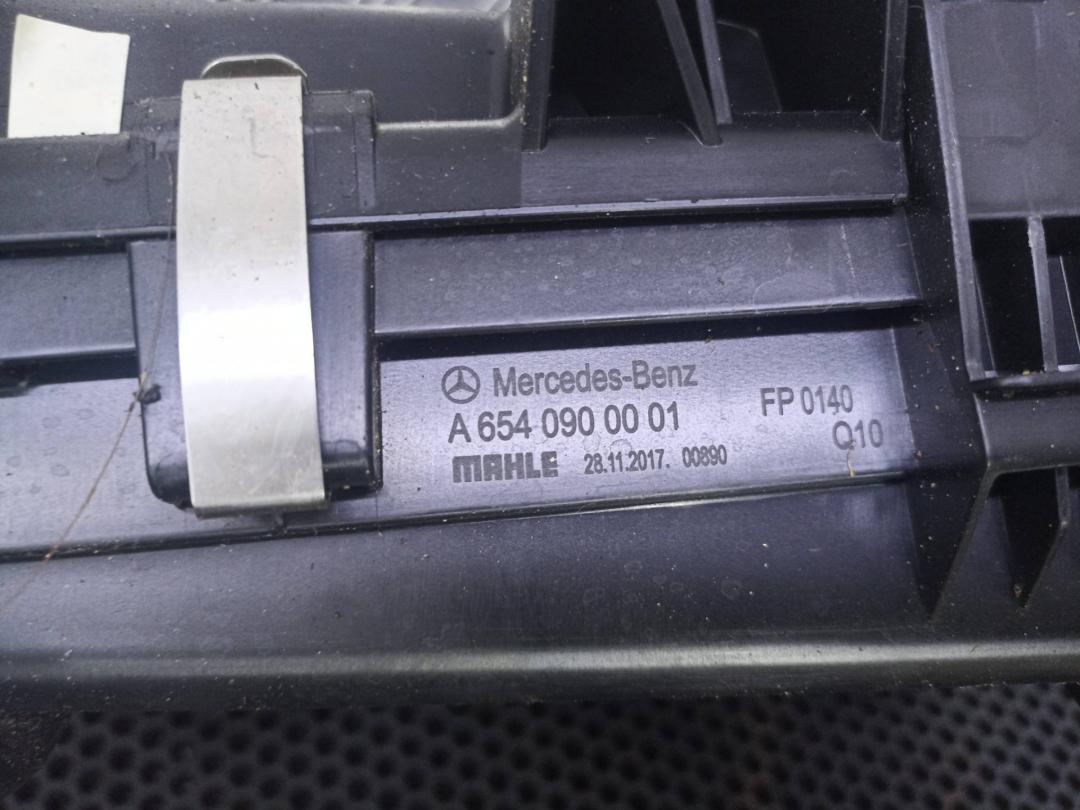 Mercedes-Benz
A 654 090 00 01
MAHLE 28.11.2017. 00890
FP 0140
Q10